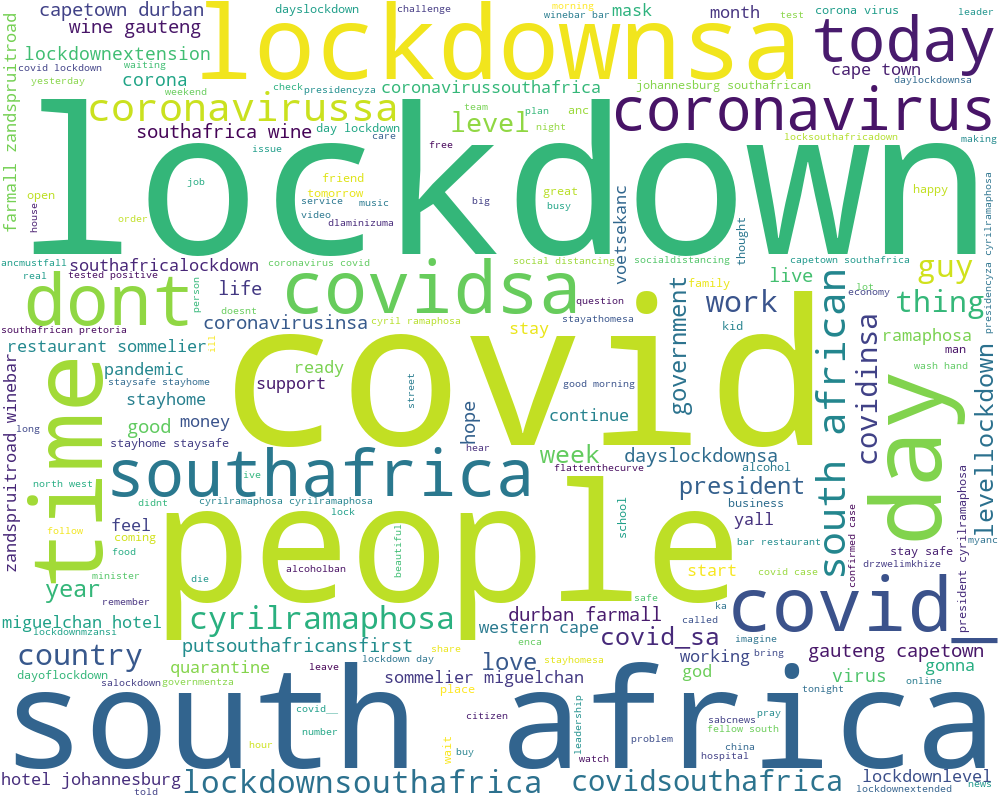 capetown durban
dayslockdown
challenge
morning
winebar bar
mask
month
corona virus
leader
wine gauteng
lockdownsa
test
today
lockdownextension
cape town
covid lockdown
waiting
yesterday
corona
weekend
check
presidencyza
coronavirussouthafrica
johannesburg southafrican
daylockdownsa
farmall zandspruitroad
coronavirussa
team
plan
anc
coronavirus
southafrica wine
day lockdown
care
level
night
locksouthafricadown
making
issue
free
lockdown
job
friend
tomorrow
service
music
video
dlaminizuma
big
great
busy
happy
open
house
order
voetsekanc
thought
presidencyza cyrilramaphosa
ancmustfall
southafricalockdown
coronavirus covid
social distancing
socialdistancing
capetown southafrica
real
tested positive
dont
person
life
doesnt
covidsa
question
family
live
guy
lot
economy
thing
southafrican pretoria
coronavirusinsa
cyril ramaphosa
stay
stayathomesa
government
work
kid
south african
covidinsa
ramaphosa
man
restaurant sommelier
ill
pandemic
ready
support
staysafe stayhome
stayhome
street
good morning
covid
wash hand
levellockdown
zandspruitroad winebar
time
long
good
money
hope
continue
day
stayhome staysafe
hear
week
dayslockdownsa
flattenthecurve
alcohol
north west
southafrica
give
cyrilramaphosa cyrilramaphosa
didnt
lock
president
business
school
yall
feel
follow
coming
food
people
beautiful
bar restaurant
confirmed case
stay safe
myanc
drzwelimkhize
president cyrilramaphosa
minister
year
die
alcoholban
start
covid case
remember
safe
miguelchan hotel
cyrilramaphosa
durban farmall
ka
called
covid_
lockdownmzansi
western cape
covid_sa
imagine
putsouthafricansfirst
enca
share
bring
country
quarantine
lockdown day
love
stayhomesa
working
gauteng capetown
gonna
dayoflockdown
leave
god
virus
online
salockdown
governmentza
sommelier miguelchan
place
tonight
south africa
covid__
number
citizen
leadership
sabcnews
pray
fellow south
hour
wait
buy
watch
problem
china
hospital
hotel johannesburg
told
lockdownsouthafrica
covidsouthafrica
lockdownlevel
lockdownextended
news